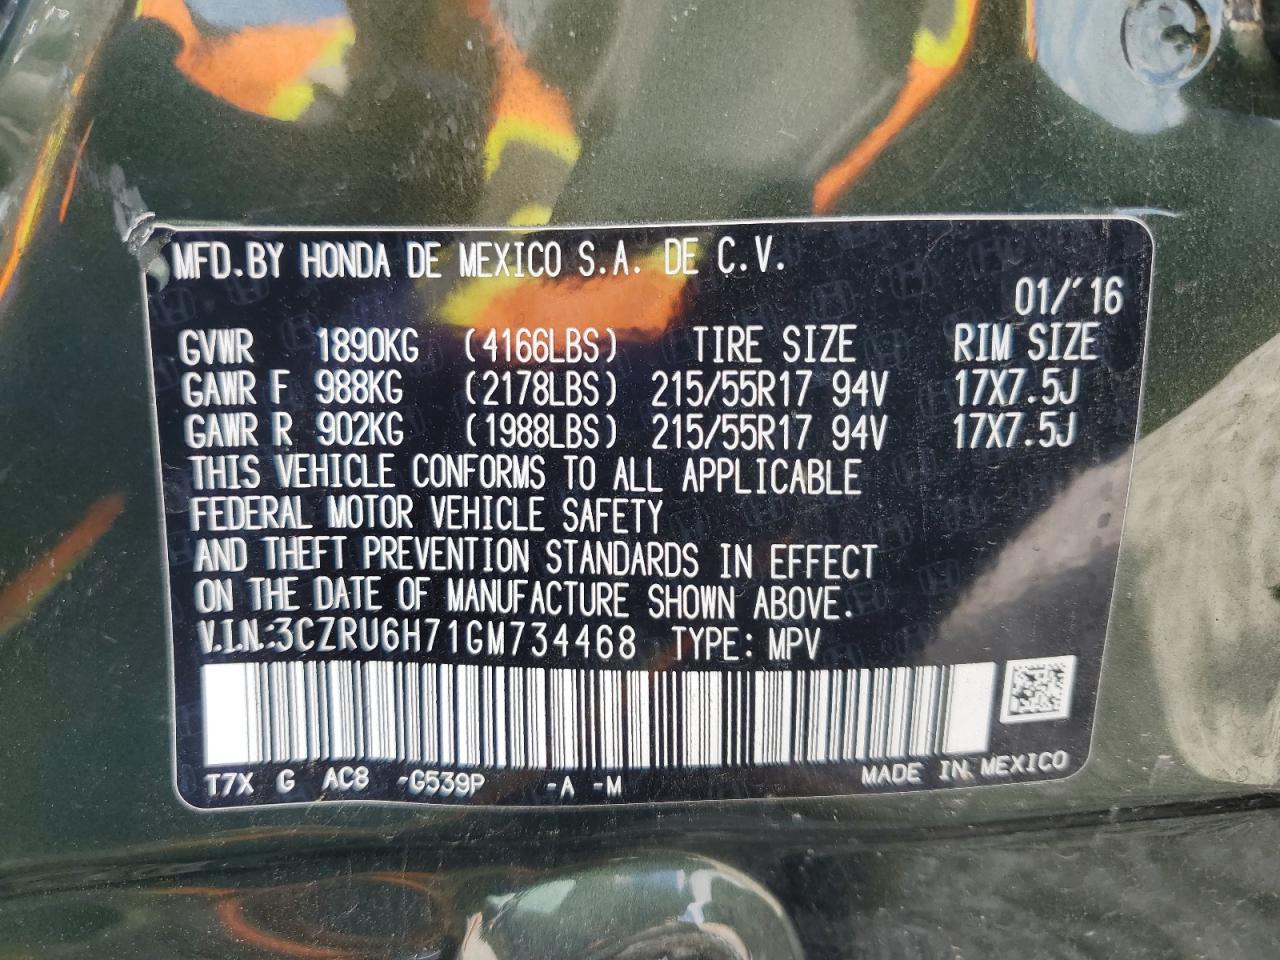 MFD.BY HONDA DE MEXICO S.A. DE C.V.
01/'16
GVWR 1890KG (4166LBS) TIRE SIZE RIM SIZE
GAWR F 988KG (2178LBS) 215/55R17 94V 17X7.5J
GAWR R 902KG (1988LBS) 215/55R17 94V 17X7.5J
THIS VEHICLE CONFORMS TO ALL APPLICABLE
FEDERAL MOTOR VEHICLE SAFETY
AND THEFT PREVENTION STANDARDS IN EFFECT
ON THE DATE OF MANUFACTURE SHOWN ABOVE.
V.I.N.:3CZRU6H71GM734468 TYPE: MPV
T7X G AC8 -G539P -A -M MADE IN MEXICO